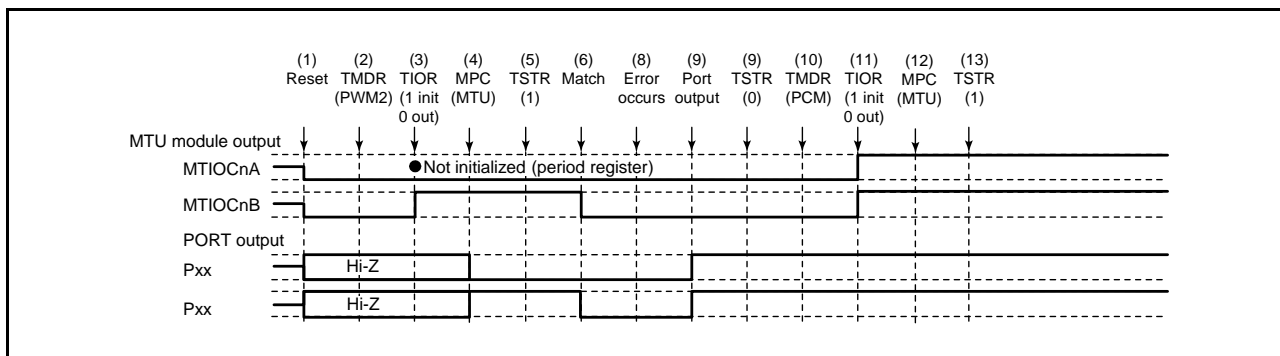 (1) (2) (3) (4) (5) (6) (8) (9) (9) (10) (11) (12) (13)
Reset TMDR TIOR MPC TSTR Match Error Port TSTR TMDR TIOR MPC TSTR
(PWM2) (1 init (MTU) (1) occurs output (0) (PCM) (1 init (MTU) (1)
0 out) 0 out)
MTU module output
MTIOCnA
Not initialized (period register)
MTIOCnB
PORT output
Pxx
Hi-Z
Pxx
Hi-Z